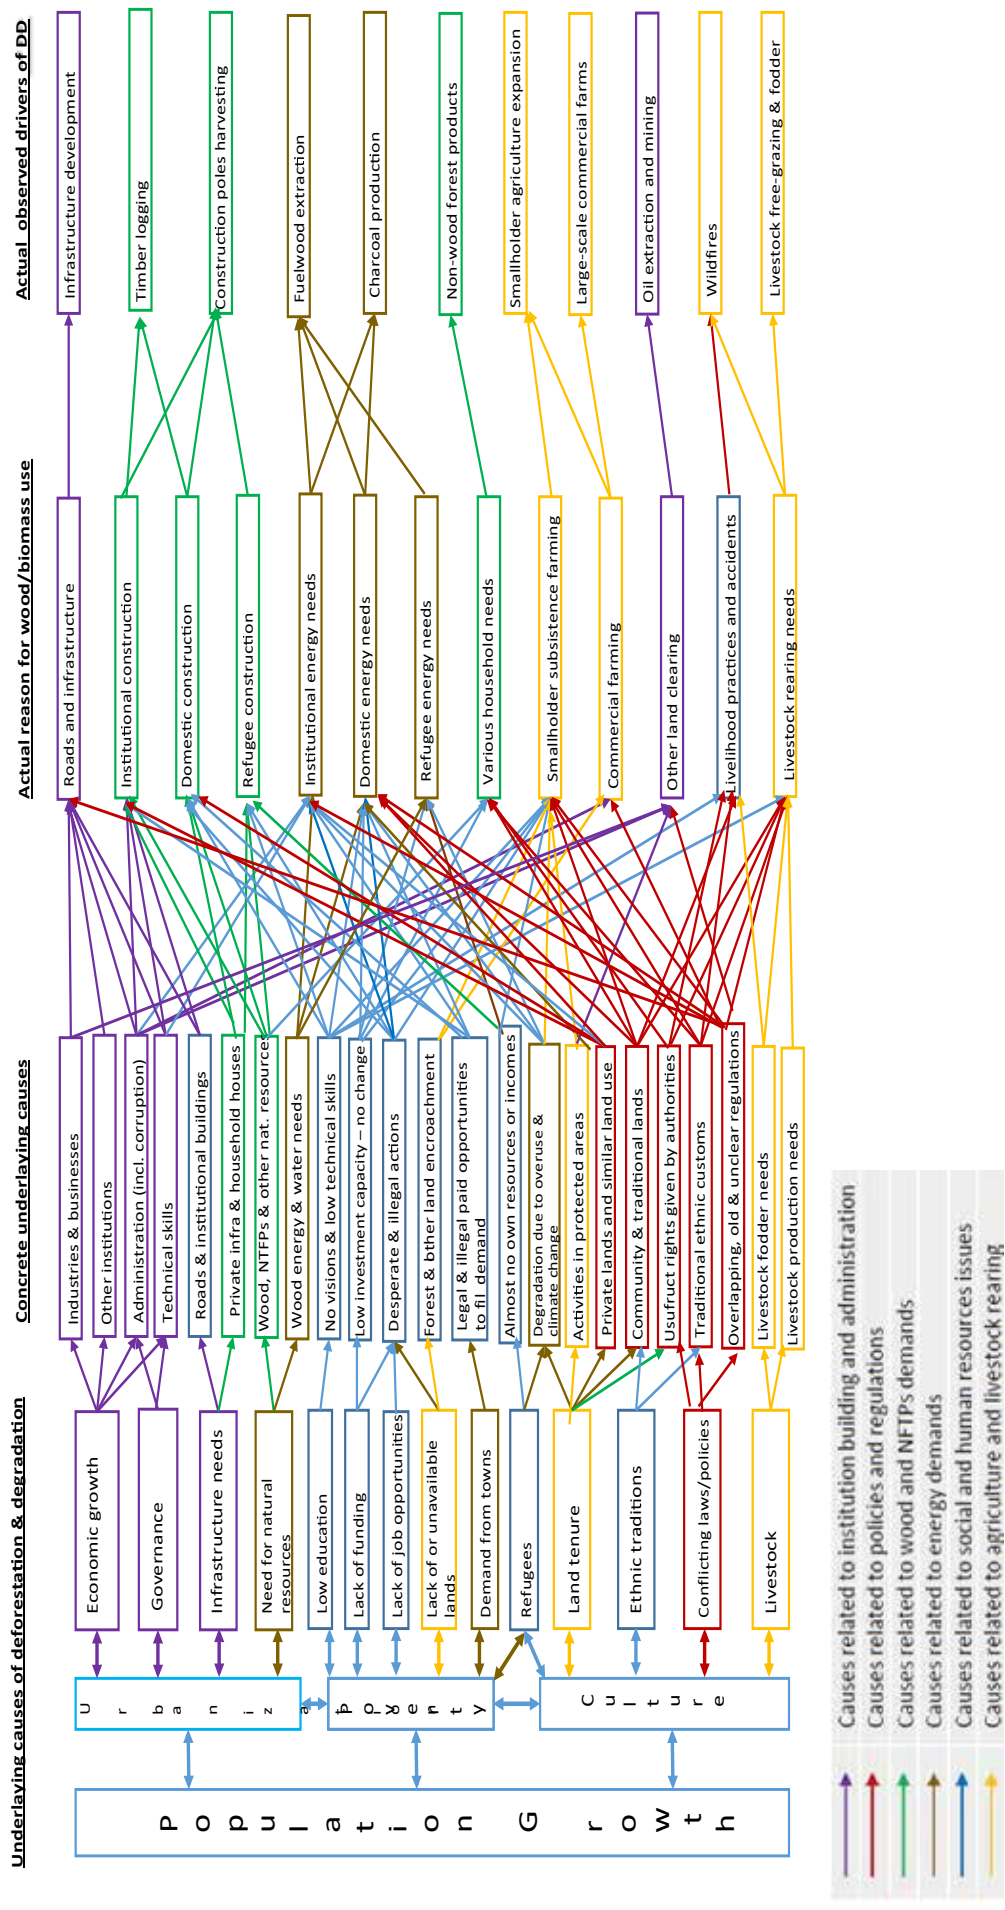 Underlaying causes of deforestation & degradation
Concrete underlaying causes
Actual reason for wood/biomass use
Actual observed drivers of DD
Population Growth
Urbaniza
Poverty
Culture
Economic growth
Governance
Infrastructure needs
Need for natural
resources
Low education
Lack of funding
Lack of job opportunities
Lack of or unavailable
lands
Demand from towns
Refugees
Land tenure
Ethnic traditions
Conflicting laws/policies
Livestock
Industries & businesses
Other institutions
Administration (incl. corruption)
Technical skills
Roads & institutional buildings
Private infra & household houses
Wood, NTFPs & other nat. resources
Wood energy & water needs
No visions & low technical skills
Low investment capacity – no change
Desperate & illegal actions
Forest & bther land encroachment
Legal & illegal paid opportunities
to fil demand
Almost no own resources or incomes
Degradation due to overuse &
climate change
Activities in protected areas
Private lands and similar land use
Community & traditional lands
Usufruct rights given by authorities
Traditional ethnic customs
Overlapping, old & unclear regulations
Livestock fodder needs
Livestock production needs
Roads and infrastructure
Institutional construction
Domestic construction
Refugee construction
Institutional energy needs
Domestic energy needs
Refugee energy needs
Various household needs
Smallholder subsistence farming
Commercial farming
Other land clearing
Livelihood practices and accidents
Livestock rearing needs
Infrastructure development
Timber logging
Construction poles harvesting
Fuelwood extraction
Charcoal production
Non-wood forest products
Smallholder agriculture expansion
Large-scale commercial farms
Oil extraction and mining
Wildfires
Livestock free-grazing & fodder
Causes related to institution building and administration
Causes related to policies and regulations
Causes related to wood and NFTPs demands
Causes related to energy demands
Causes related to social and human resources issues
Causes related to agriculture and livestock rearing